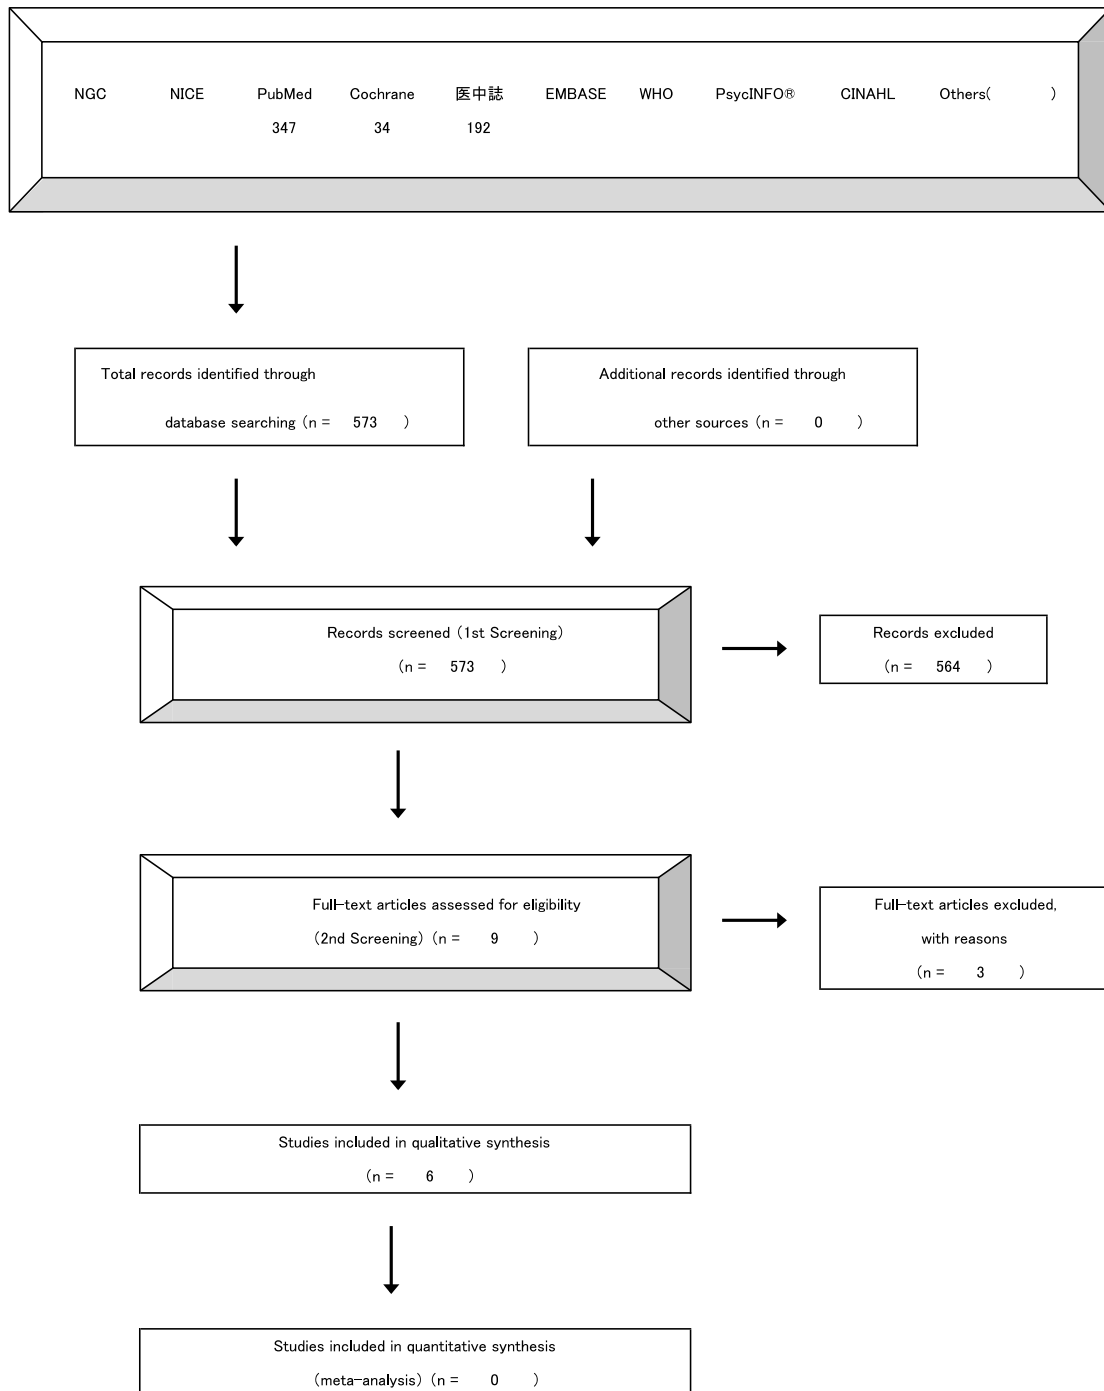 NGC NICE PubMed Cochrane 医中誌 EMBASE WHO PsycINFO® CINAHL Others( )
347 34 192
Total records identified through
database searching (n = 573 )
Additional records identified through
other sources (n = 0 )
Records screened (1st Screening)
(n = 573 )
Records excluded
(n = 564 )
Full-text articles assessed for eligibility
(2nd Screening) (n = 9 )
Full-text articles excluded,
with reasons
(n = 3 )
Studies included in qualitative synthesis
(n = 6 )
Studies included in quantitative synthesis
(meta-analysis) (n = 0 )